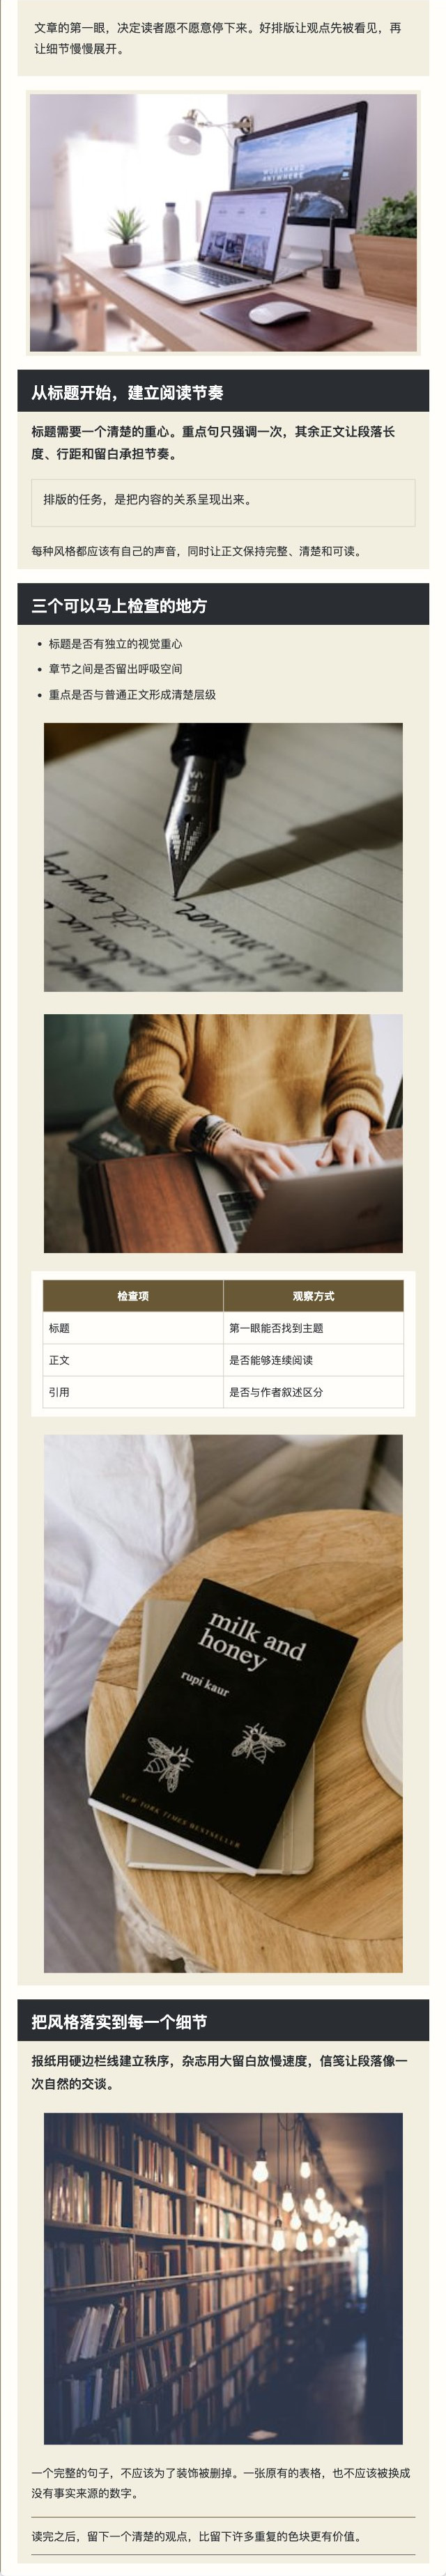 文章的第一眼，决定读者愿不愿意停下来。好排版让观点先被看见，再
让细节慢慢展开。
WORK HARD
ANYWHERE
从标题开始，建立阅读节奏
标题需要一个清楚的重心。重点句只强调一次，其余正文让段落长
度、行距和留白承担节奏。
排版的任务，是把内容的关系呈现出来。
每种风格都应该有自己的声音，同时让正文保持完整、清楚和可读。
三个可以马上检查的地方
• 标题是否有独立的视觉重心
• 章节之间是否留出呼吸空间
• 重点是否与普通正文形成清楚层级
检查项 观察方式
标题 第一眼能否找到主题
正文 是否能够连续阅读
引用 是否与作者叙述区分
milk and
honey
rupi kaur
NEW YORK TIMES BESTSELLER
把风格落实到每一个细节
报纸用硬边栏线建立秩序，杂志用大留白放慢速度，信笺让段落像一
次自然的交谈。
一个完整的句子，不应该为了装饰被删掉。一张原有的表格，也不应该被换成
没有事实来源的数字。
读完之后，留下一个清楚的观点，比留下许多重复的色块更有价值。